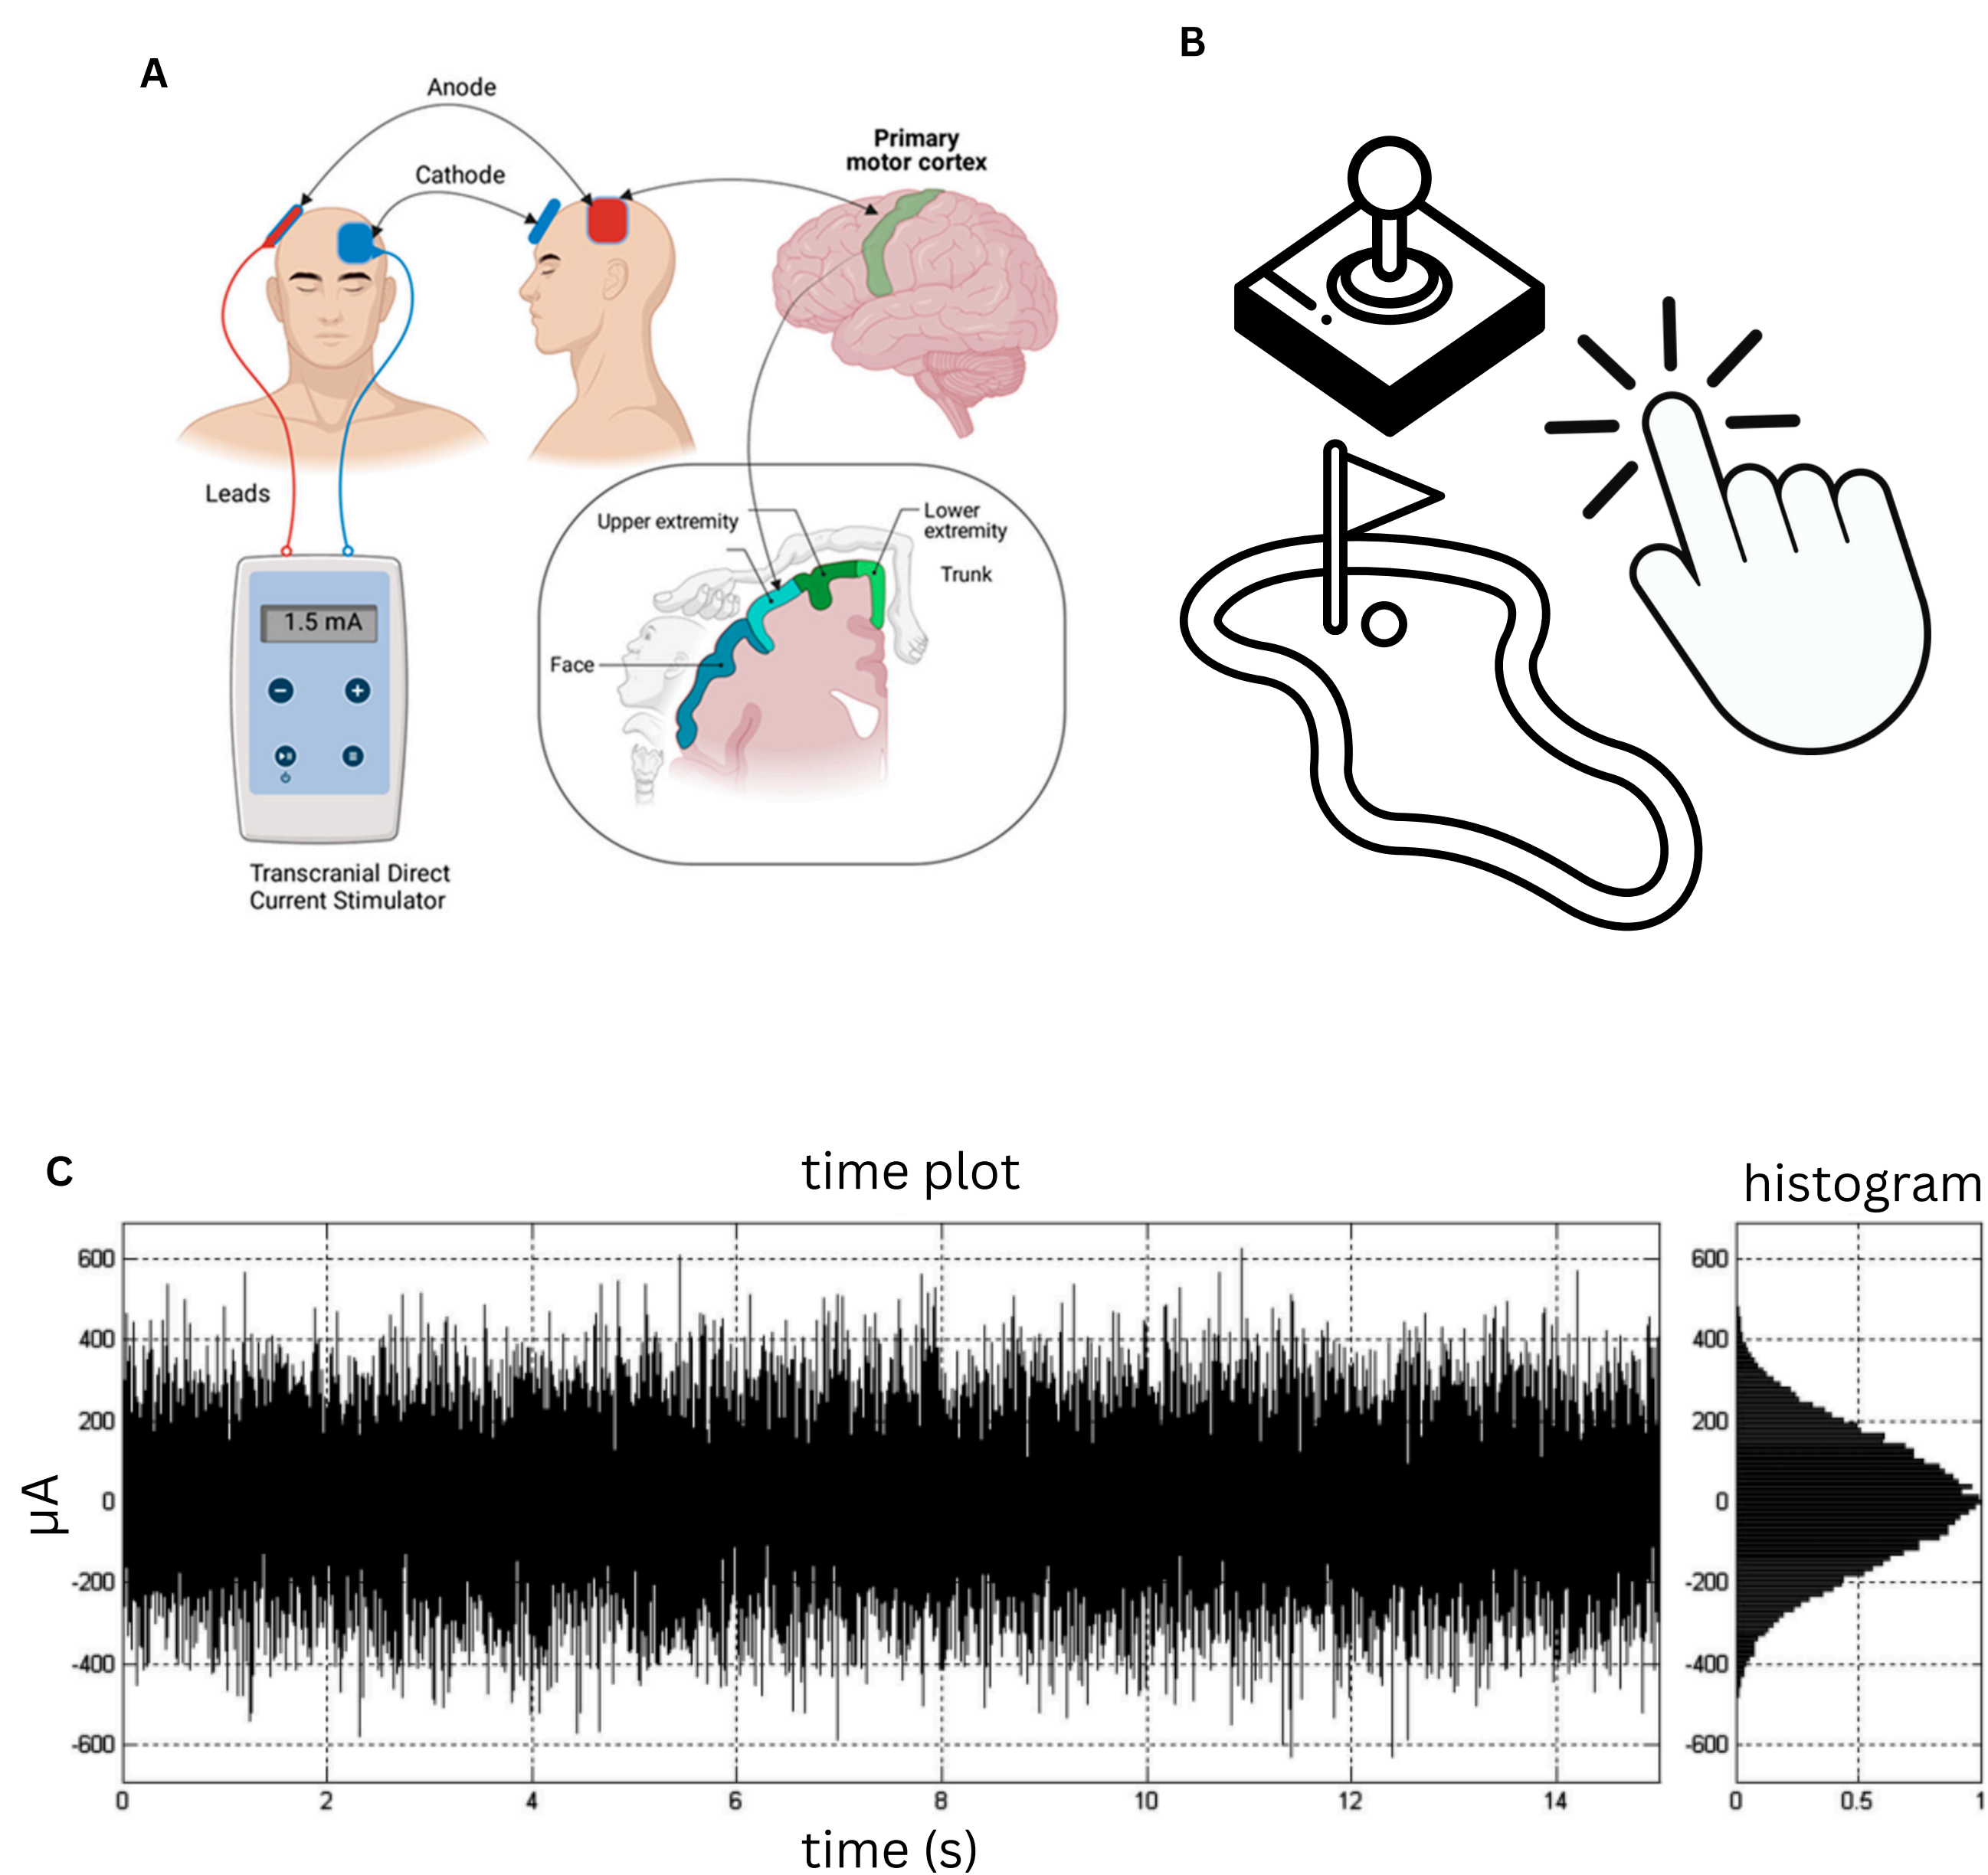 A
Anode
Cathode
Primary
motor cortex
Leads
1.5 mA
Transcranial Direct
Current Stimulator
Upper extremity
Lower
extremity
Trunk
Face
B
C
time plot
histogram
µA
600
400
200
0
-200
-400
-600
0 2 4 6 8 10 12 14
time (s)
600
400
200
0
-200
-400
-600
0 0.5 1